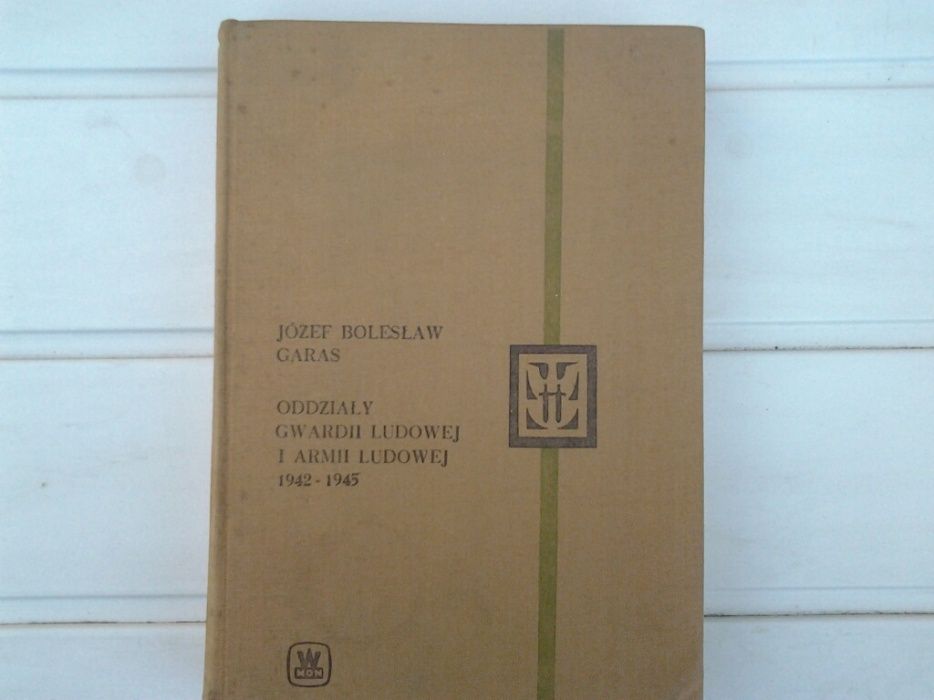 JÓZEF BOLESŁAW
GARAS
ODDZIAŁY
GWARDII LUDOWEJ
I ARMII LUDOWEJ
1942 - 1945
W
MON